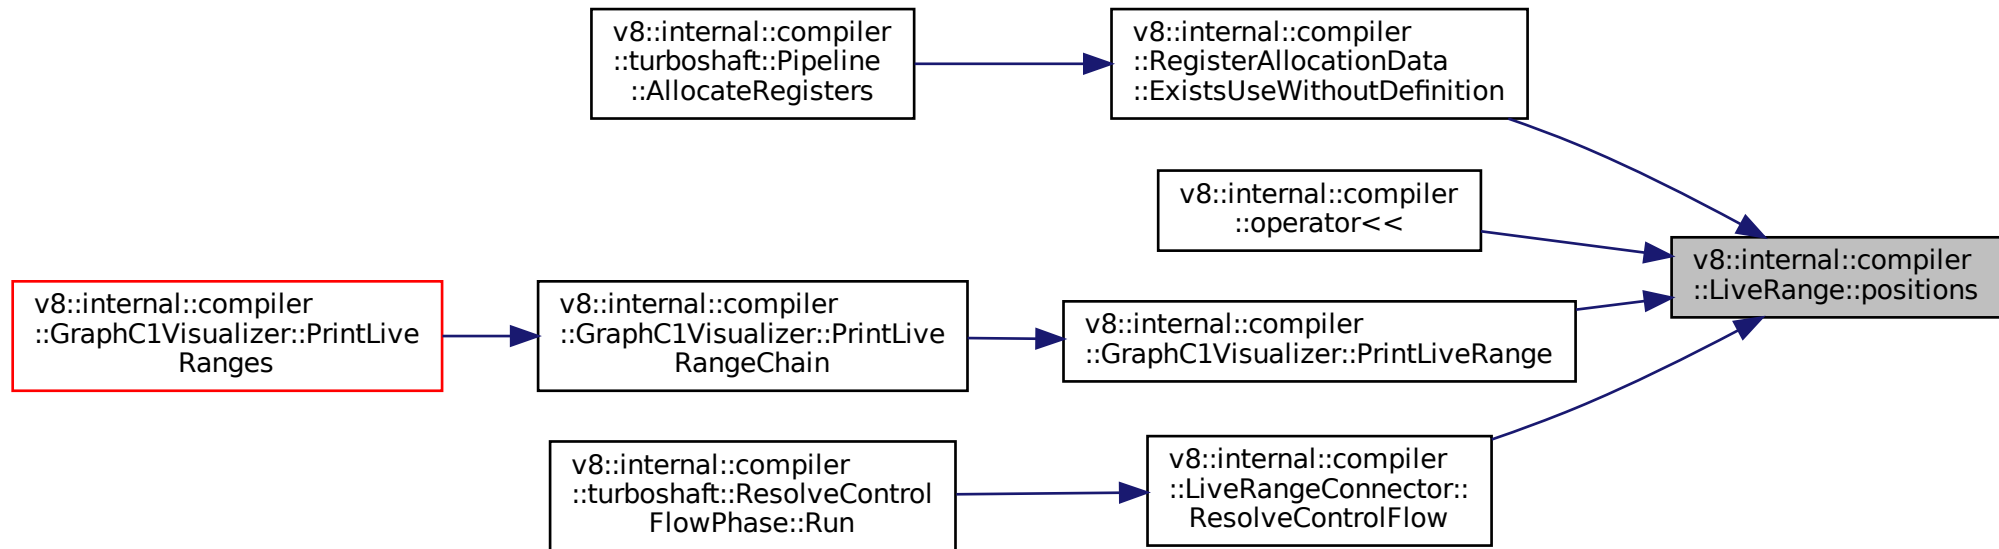 v8::internal::compiler
::turboshaft::Pipeline
::AllocateRegisters
v8::internal::compiler
::RegisterAllocationData
::ExistsUseWithoutDefinition
v8::internal::compiler
::operator<<
v8::internal::compiler
::LiveRange::positions
v8::internal::compiler
::GraphC1Visualizer::PrintLive
Ranges
v8::internal::compiler
::GraphC1Visualizer::PrintLive
RangeChain
v8::internal::compiler
::GraphC1Visualizer::PrintLiveRange
v8::internal::compiler
::turboshaft::ResolveControl
FlowPhase::Run
v8::internal::compiler
::LiveRangeConnector::
ResolveControlFlow